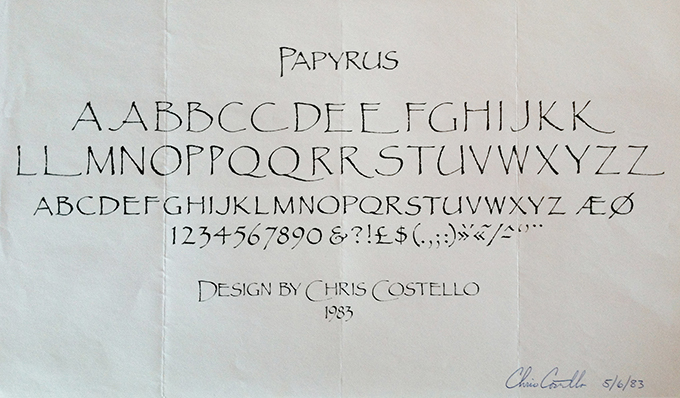 PAPYRUS
AABBCCDEEFGHIJKK
LLMNOPPQQRRSTUVWXYZZ
ABCDEFGHIJKLMNOPQRSTUVWXYZ ÆØ
1234567890 &?!£$(.,;:)
DESIGN BY CHRIS COSTELLO
1983
Chris Costello 5/6/83